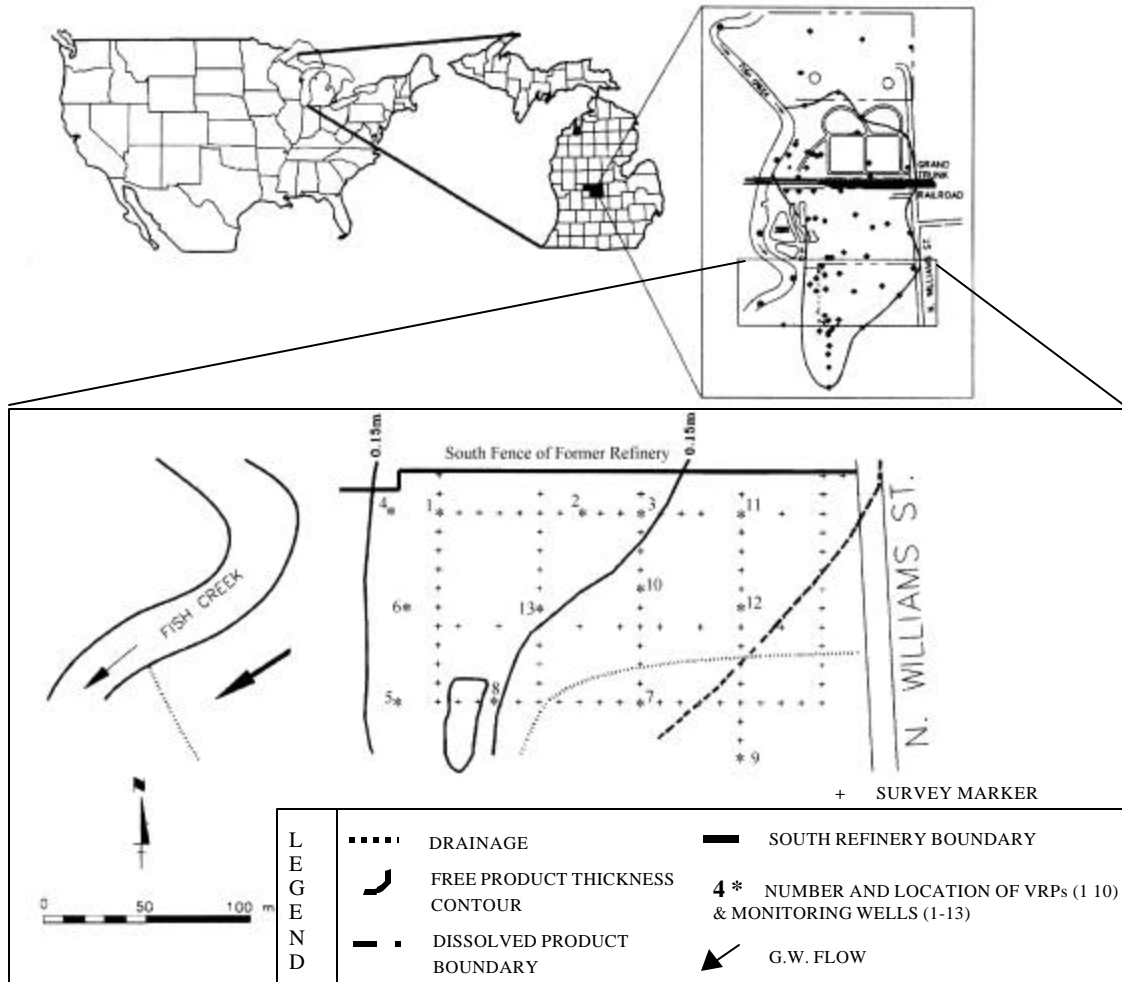 FISH CREEK
GRAND
TRUNK
RAILROAD
N. WILLIAMS ST.
0.15m
0.15m
South Fence of Former Refinery
4
1
2
3
11
10
6
13
12
5
8
7
9
FISH CREEK
N. WILLIAMS ST.
N
0 50 100 m
+ SURVEY MARKER
LEGEND
DRAINAGE
FREE PRODUCT THICKNESS
CONTOUR
DISSOLVED PRODUCT
BOUNDARY
SOUTH REFINERY BOUNDARY
4 * NUMBER AND LOCATION OF VRPs (1 10)
& MONITORING WELLS (1-13)
G.W. FLOW